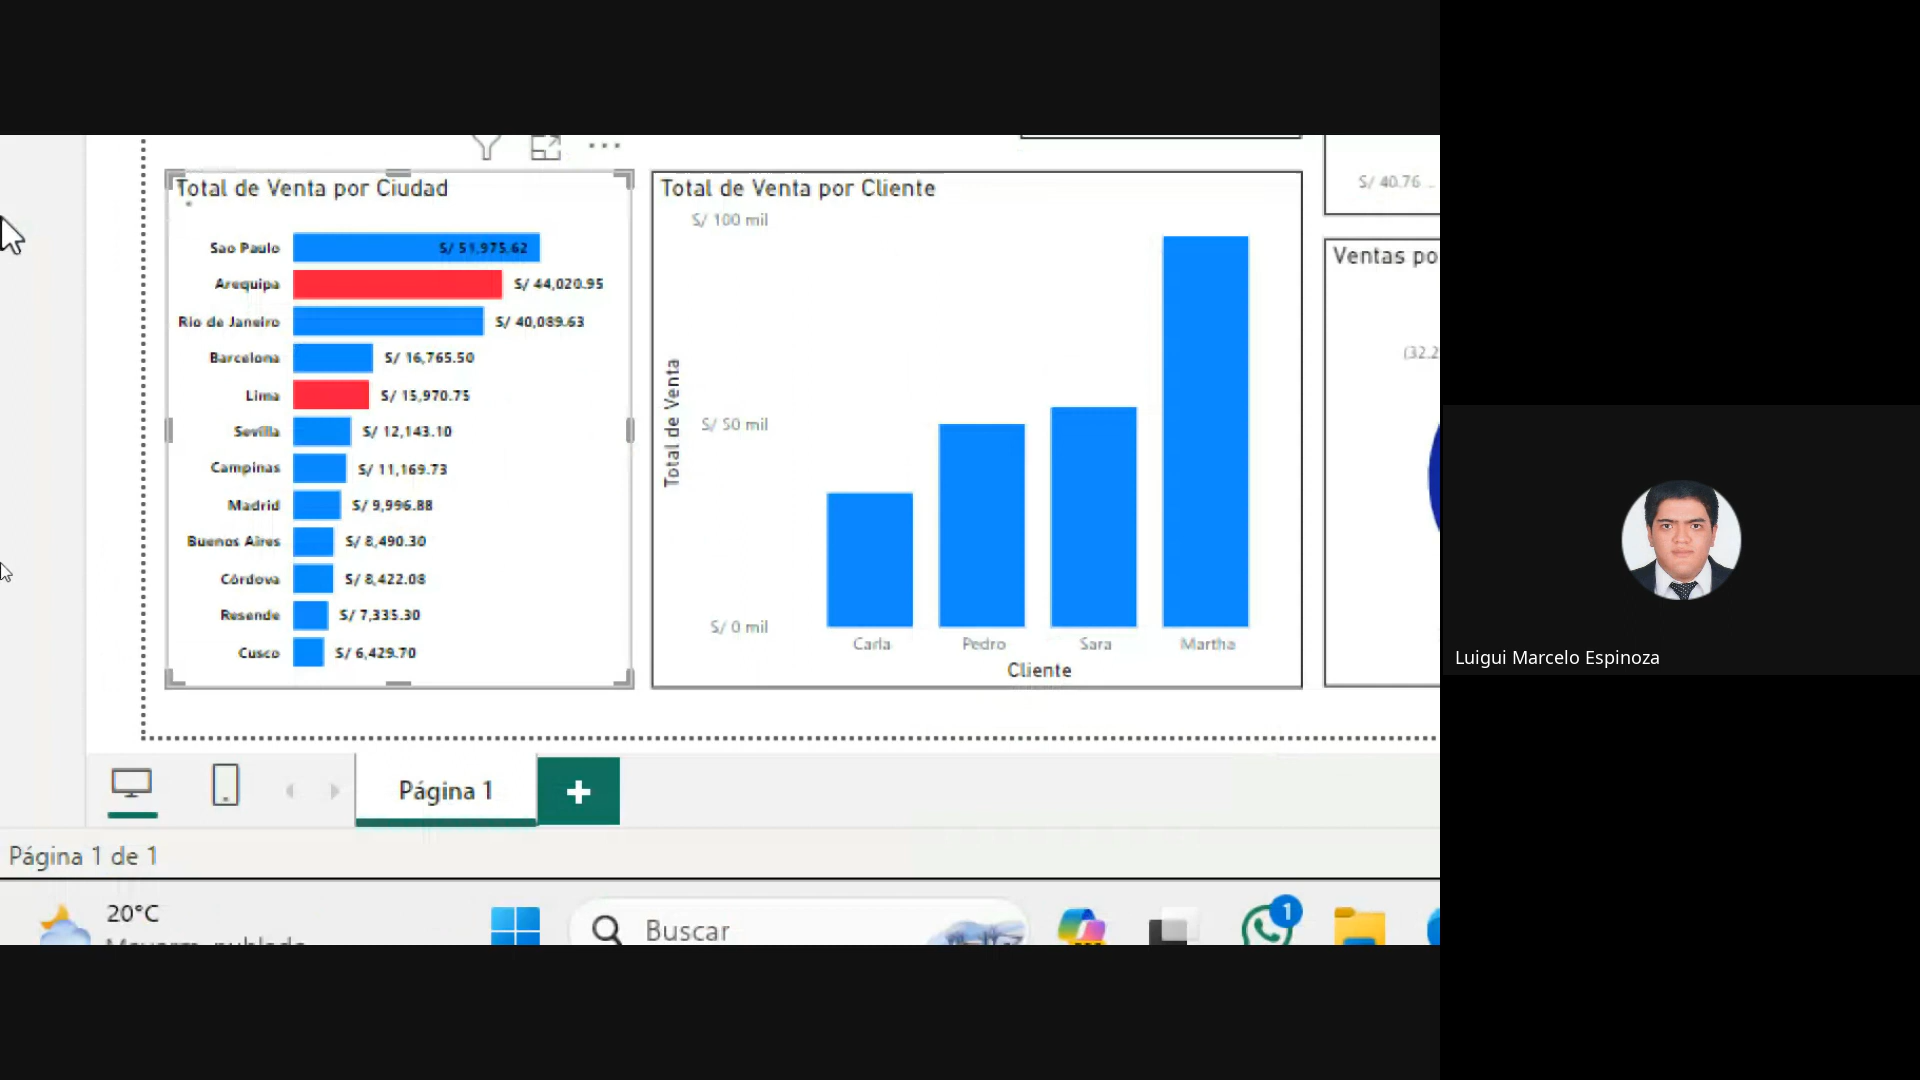 Total de Venta por Ciudad
Sao Paulo S/ 51,975.62
Arequipa S/ 44,020.95
Rio de Janeiro S/ 40,089.63
Barcelona S/ 16,765.50
Lima S/ 15,970.75
Sevilla S/ 12,143.10
Campinas S/ 11,169.73
Madrid S/ 9,996.88
Buenos Aires S/ 8,490.30
Córdova S/ 8,422.08
Resende S/ 7,335.30
Cusco S/ 6,429.70
Total de Venta por Cliente
S/ 100 mil
S/ 50 mil
S/ 0 mil
Total de Venta
Carla Pedro Sara Martha
Cliente
S/ 40.76 ...
Ventas po
(32.2
Luigui Marcelo Espinoza
Página 1
Página 1 de 1
20°C
Buscar
1